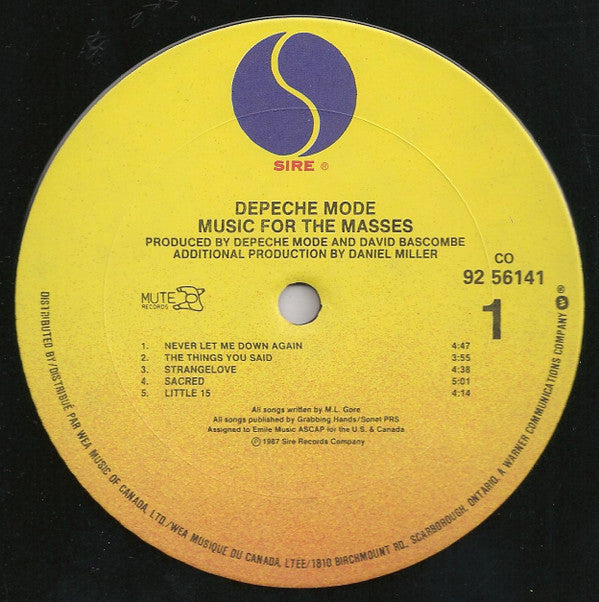 SIRE ®
DEPECHE MODE
MUSIC FOR THE MASSES
PRODUCED BY DEPECHE MODE AND DAVID BASCOMBE
ADDITIONAL PRODUCTION BY DANIEL MILLER
CO
92 56141
1
MUTE
RECORDS
1. NEVER LET ME DOWN AGAIN 4:47
2. THE THINGS YOU SAID 3:55
3. STRANGELOVE 4:38
4. SACRED 5:01
5. LITTLE 15 4:14
All songs written by M.L. Gore
All songs published by Grabbing Hands/Sonet PRS
Assigned to Emile Music ASCAP for the U.S. & Canada
℗1987 Sire Records Company
DISTRIBUTED BY/DISTRIBUÉ PAR WEA MUSIC OF CANADA, LTD./WEA MUSIQUE DU CANADA, LTÉE/1810 BIRCHMOUNT RD., SCARBOROUGH, ONTARIO. A WARNER COMMUNICATIONS COMPANY ®